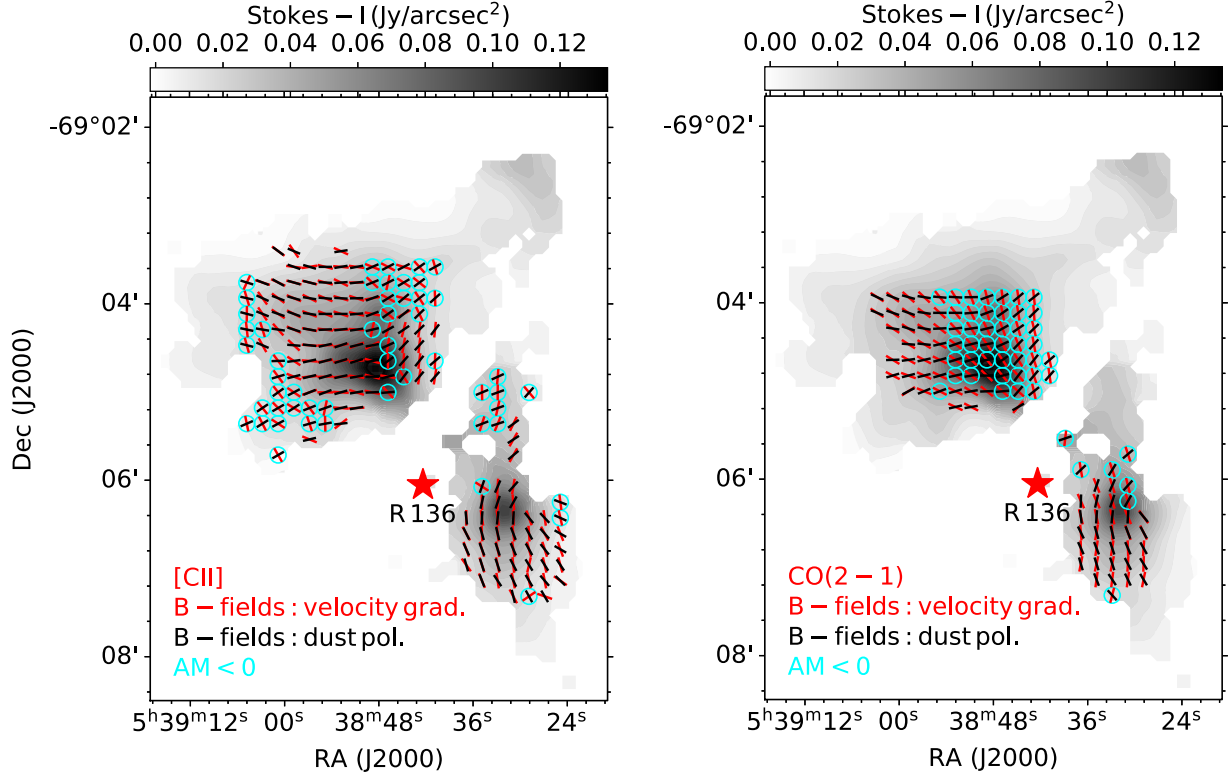 Stokes − I (Jy/arcsec²)
0.00 0.02 0.04 0.06 0.08 0.10 0.12
-69°02'
04'
06'
08'
Dec (J2000)
R 136
[CII]
B − fields : velocity grad.
B − fields : dust pol.
AM < 0
5ʰ39ᵐ12ˢ 00ˢ 38ᵐ48ˢ 36ˢ 24ˢ
RA (J2000)
Stokes − I (Jy/arcsec²)
0.00 0.02 0.04 0.06 0.08 0.10 0.12
-69°02'
04'
06'
08'
R 136
CO(2 − 1)
B − fields : velocity grad.
B − fields : dust pol.
AM < 0
5ʰ39ᵐ12ˢ 00ˢ 38ᵐ48ˢ 36ˢ 24ˢ
RA (J2000)